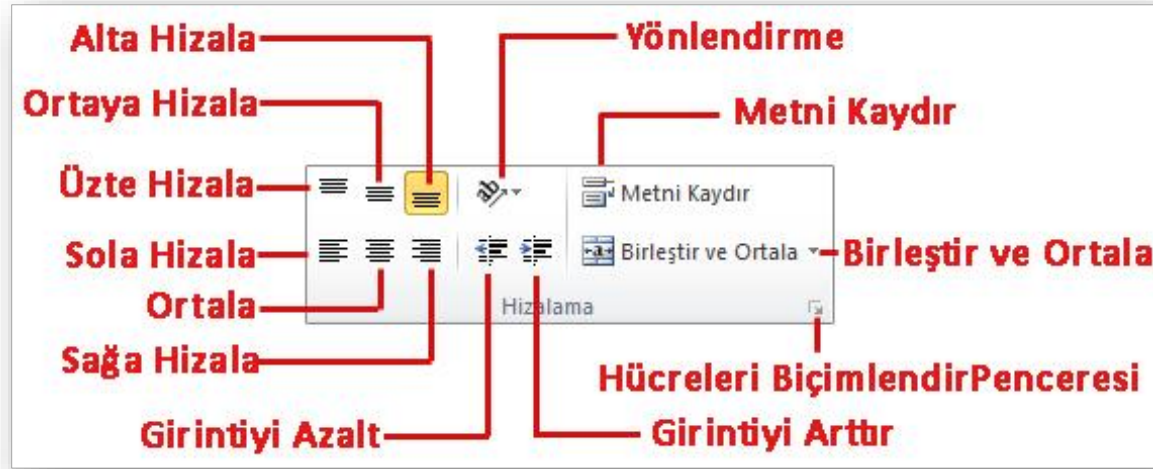 Alta Hizala
Yönlendirme
Ortaya Hizala
Metni Kaydır
Üzte Hizala
Metni Kaydır
Sola Hizala
Birleştir ve Ortala
Birleştir ve Ortala
Ortala
Hizalama
Sağa Hizala
Hücreleri BiçimlendirPenceresi
Girintiyi Azalt
Girintiyi Arttır